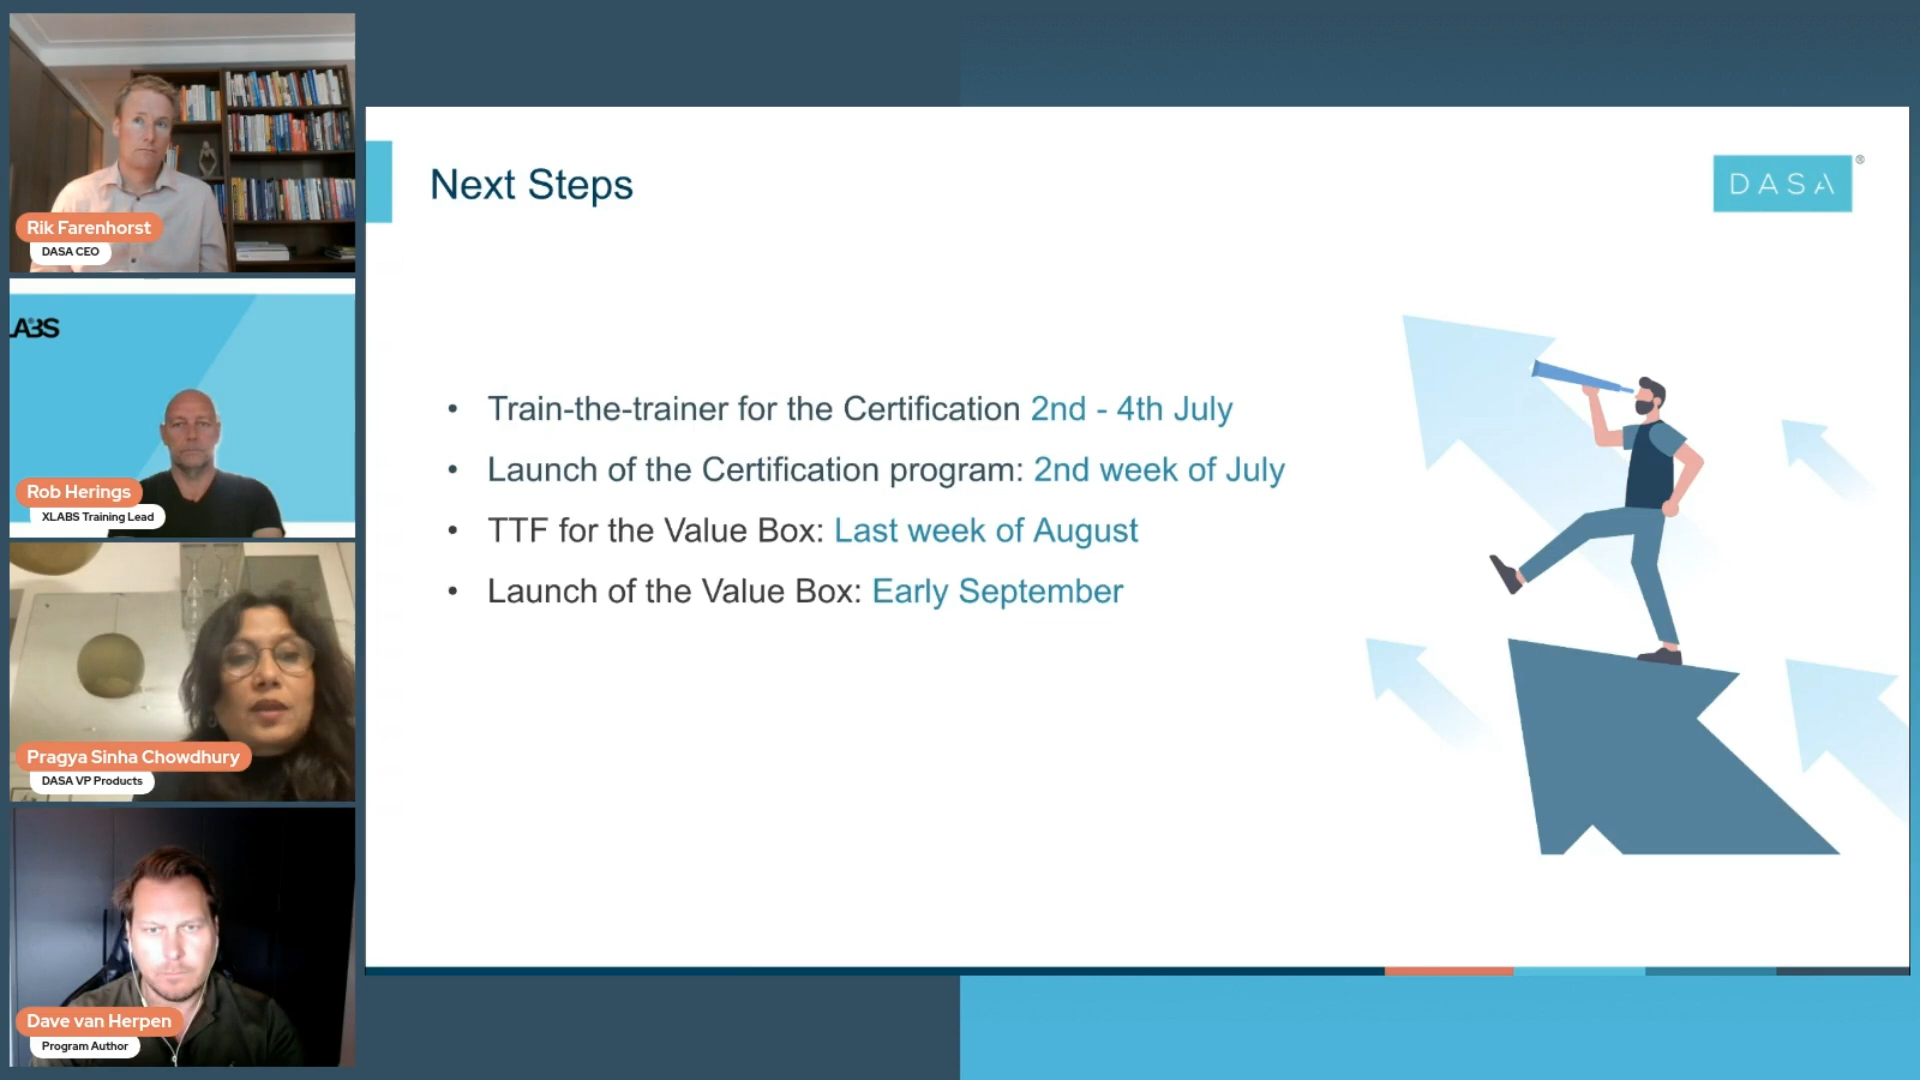 Rik Farenhorst
DASA CEO
LABS
Rob Herings
XLABS Training Lead
Pragya Sinha Chowdhury
DASA VP Products
Dave van Herpen
Program Author
Next Steps
DASA®
• Train-the-trainer for the Certification 2nd - 4th July
• Launch of the Certification program: 2nd week of July
• TTF for the Value Box: Last week of August
• Launch of the Value Box: Early September